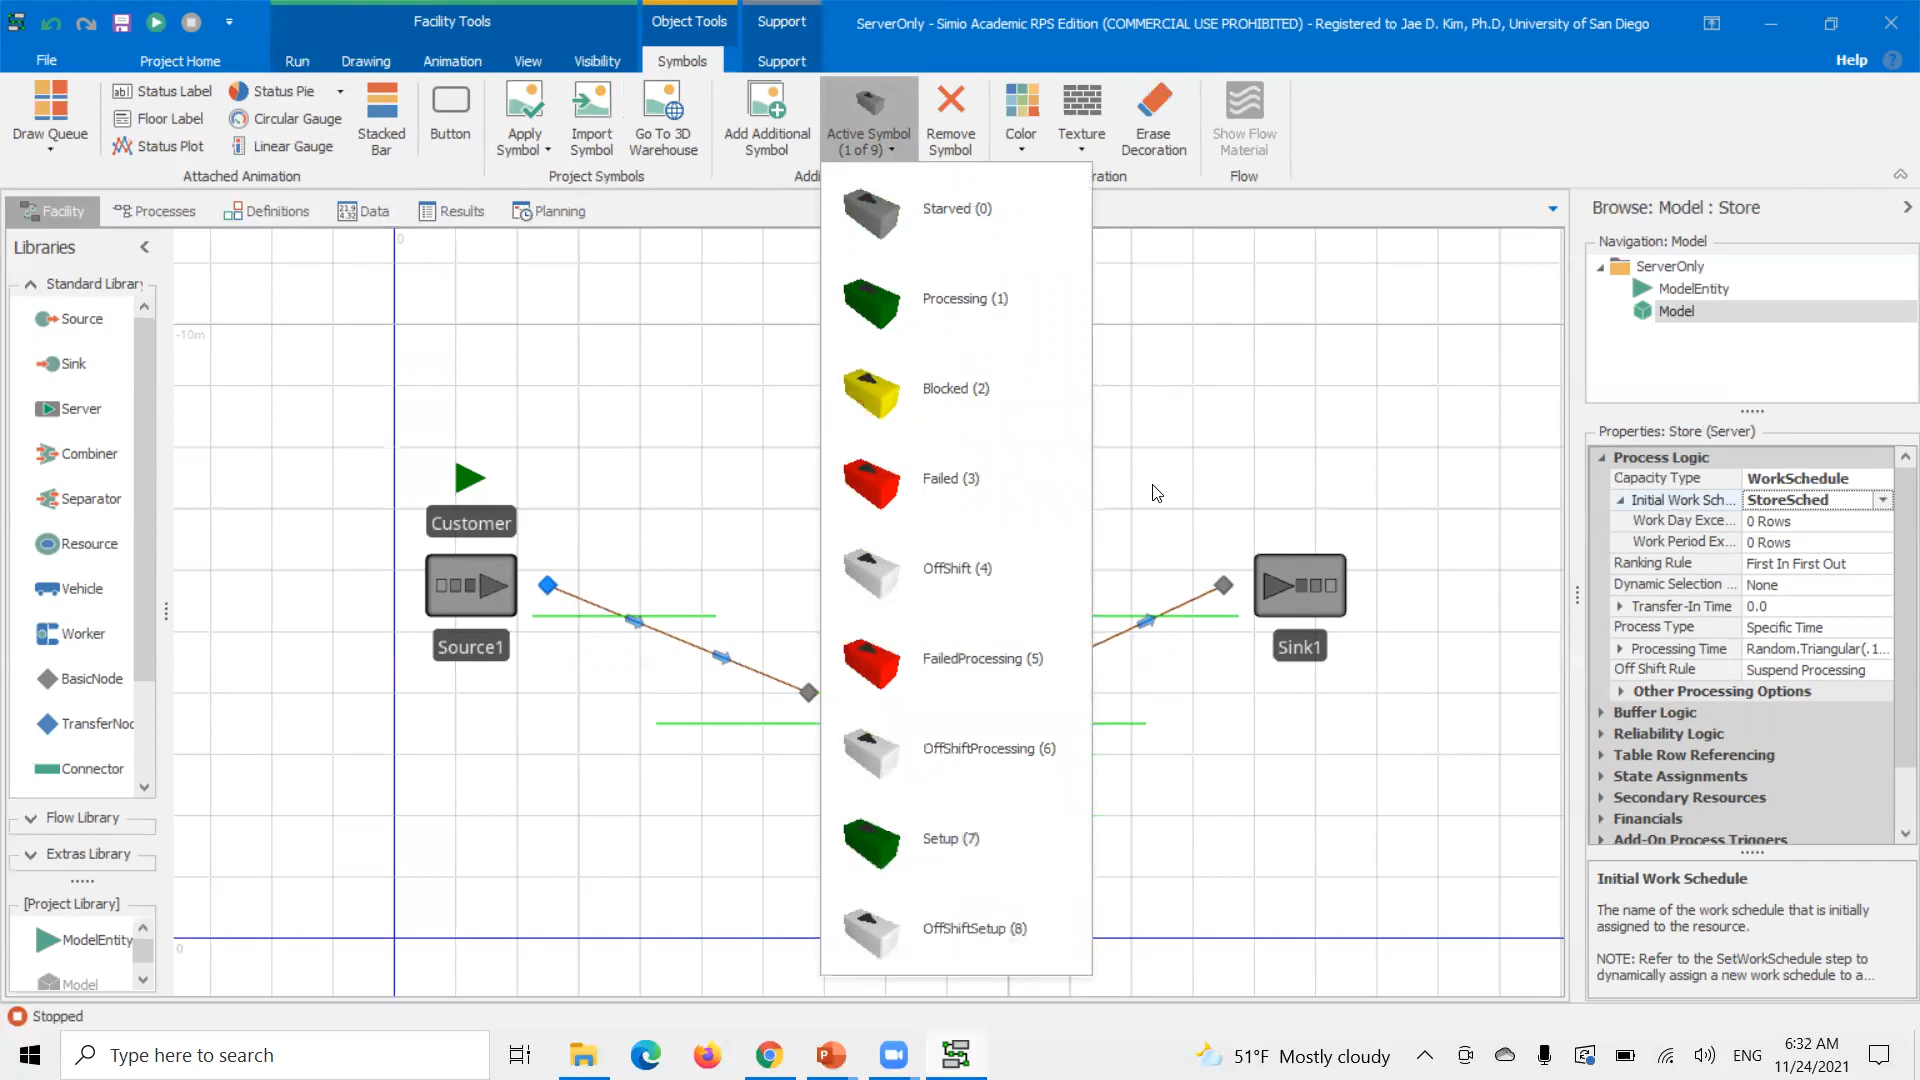 Facility Tools
Object Tools
Support
ServerOnly - Simio Academic RPS Edition (COMMERCIAL USE PROHIBITED) - Registered to Jae D. Kim, Ph.D, University of San Diego
File
Project Home
Run
Drawing
Animation
View
Visibility
Symbols
Support
Help
Draw Queue
Status Label
Floor Label
Status Plot
Status Pie
Circular Gauge
Linear Gauge
Stacked Bar
Button
Apply Symbol
Import Symbol
Go To 3D Warehouse
Add Additional Symbol
Active Symbol (1 of 9)
Remove Symbol
Color
Texture
Erase Decoration
Show Flow Material
Attached Animation
Project Symbols
Addi
ration
Flow
Facility
Processes
Definitions
Data
Results
Planning
Browse: Model : Store
Libraries
Standard Library
Source
Sink
Server
Combiner
Separator
Resource
Vehicle
Worker
BasicNode
TransferNod
Connector
Flow Library
Extras Library
[Project Library]
ModelEntity
Model
0
-10m
0
Customer
Source1
Sink1
Starved (0)
Processing (1)
Blocked (2)
Failed (3)
OffShift (4)
FailedProcessing (5)
OffShiftProcessing (6)
Setup (7)
OffShiftSetup (8)
Navigation: Model
ServerOnly
ModelEntity
Model
Properties: Store (Server)
Process Logic
Capacity Type WorkSchedule
Initial Work Sch... StoreSched
Work Day Exce... 0 Rows
Work Period Ex... 0 Rows
Ranking Rule First In First Out
Dynamic Selection ... None
Transfer-In Time 0.0
Process Type Specific Time
Processing Time Random.Triangular(.1...
Off Shift Rule Suspend Processing
Other Processing Options
Buffer Logic
Reliability Logic
Table Row Referencing
State Assignments
Secondary Resources
Financials
Add-On Process Triggers
Initial Work Schedule
The name of the work schedule that is initially
assigned to the resource.
NOTE: Refer to the SetWorkSchedule step to
dynamically assign a new work schedule to a...
Stopped
Type here to search
51°F Mostly cloudy
ENG
6:32 AM
11/24/2021